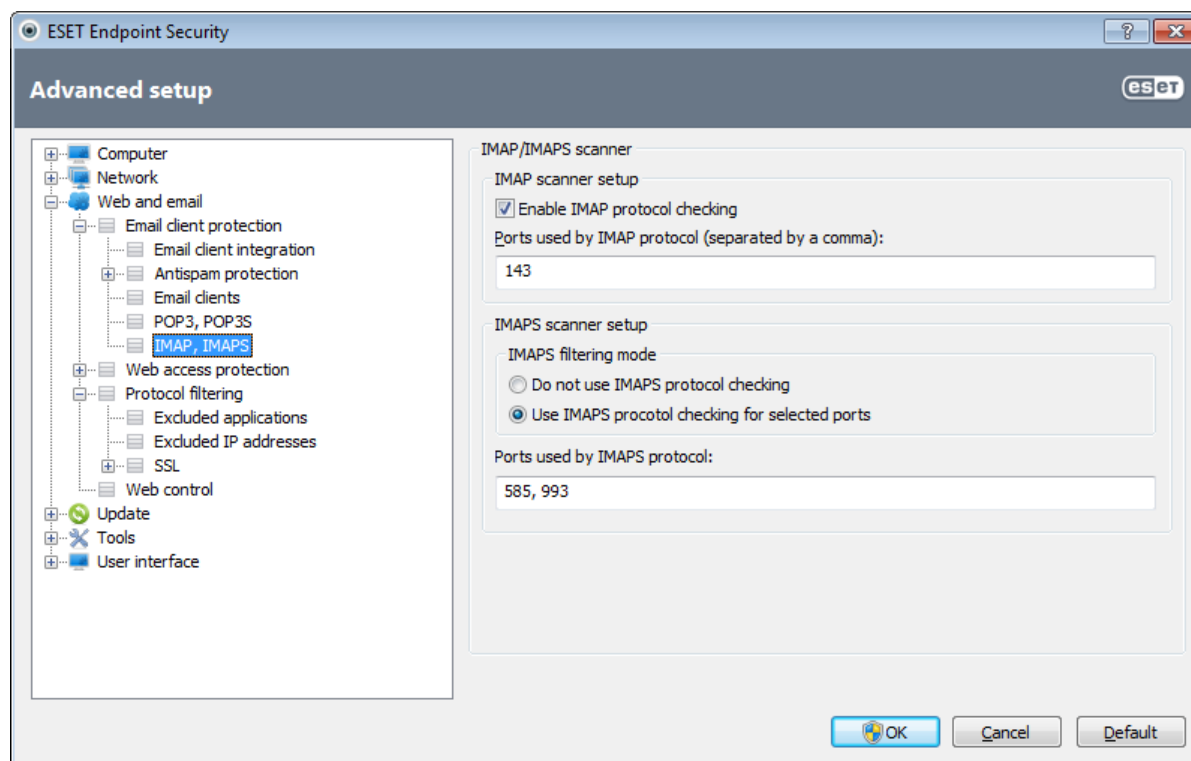 ESET Endpoint Security
?
Advanced setup
eseT
Computer
Network
Web and email
Email client protection
Email client integration
Antispam protection
Email clients
POP3, POP3S
IMAP, IMAPS
Web access protection
Protocol filtering
Excluded applications
Excluded IP addresses
SSL
Web control
Update
Tools
User interface
IMAP/IMAPS scanner
IMAP scanner setup
Enable IMAP protocol checking
Ports used by IMAP protocol (separated by a comma):
143
IMAPS scanner setup
IMAPS filtering mode
Do not use IMAPS protocol checking
Use IMAPS procotol checking for selected ports
Ports used by IMAPS protocol:
585, 993
OK
Cancel
Default